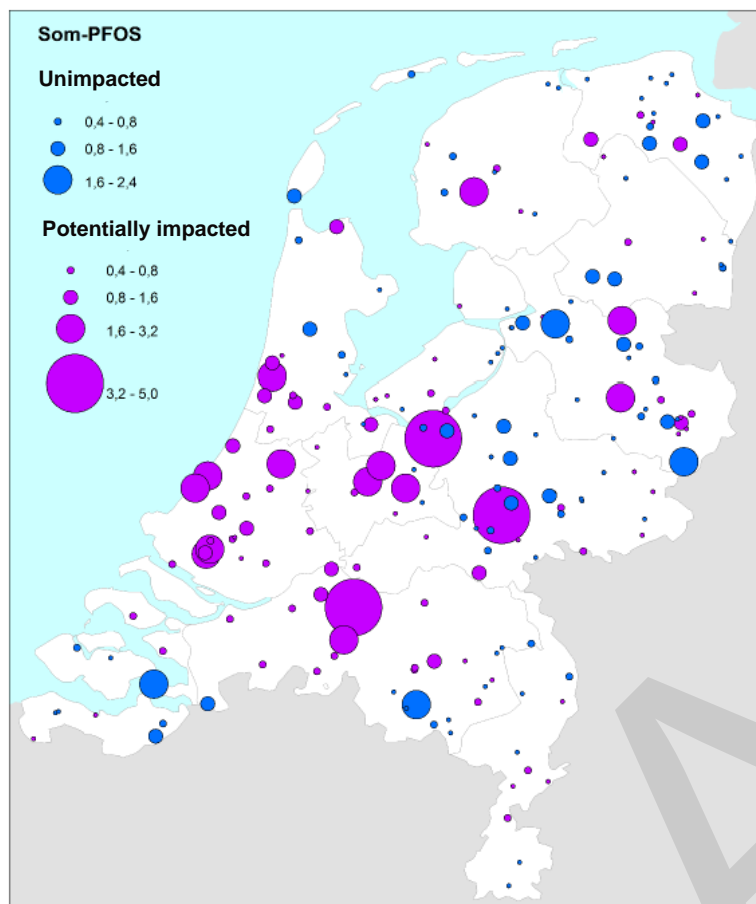 Som-PFOS
Unimpacted
0,4 - 0,8
0,8 - 1,6
1,6 - 2,4
Potentially impacted
0,4 - 0,8
0,8 - 1,6
1,6 - 3,2
3,2 - 5,0